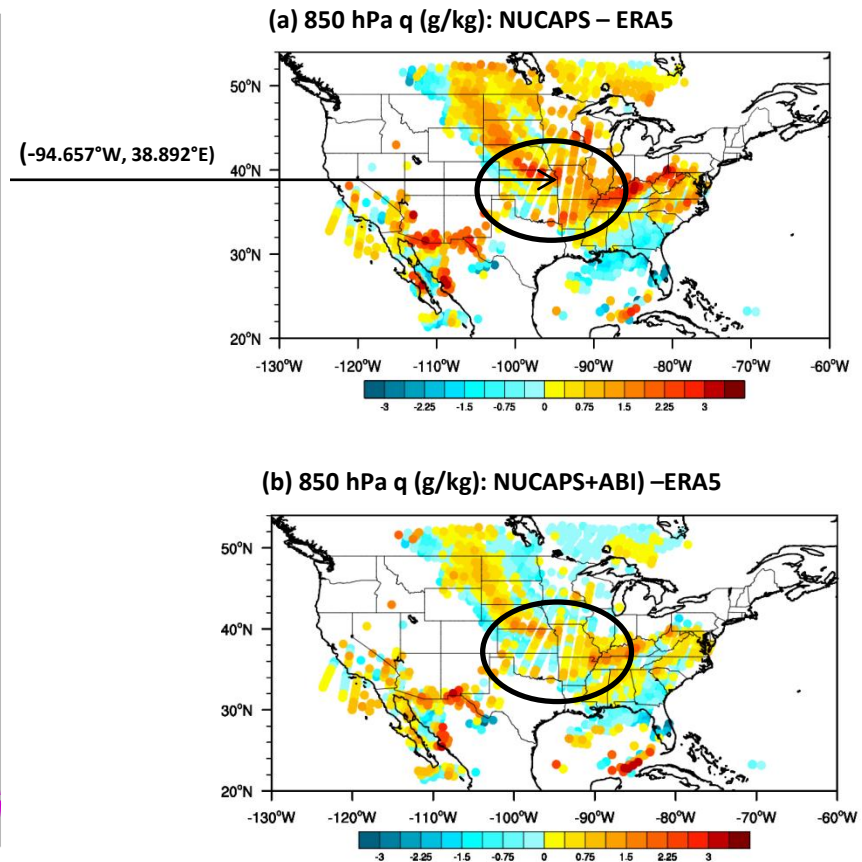 (a) 850 hPa q (g/kg): NUCAPS – ERA5
50°N
(-94.657°W, 38.892°E)
40°N
30°N
20°N
-130°W -120°W -110°W -100°W -90°W -80°W -70°W -60°W
-3 -2.25 -1.5 -0.75 0 0.75 1.5 2.25 3
(b) 850 hPa q (g/kg): NUCAPS+ABI) –ERA5
50°N
40°N
30°N
20°N
-130°W -120°W -110°W -100°W -90°W -80°W -70°W -60°W
-3 -2.25 -1.5 -0.75 0 0.75 1.5 2.25 3